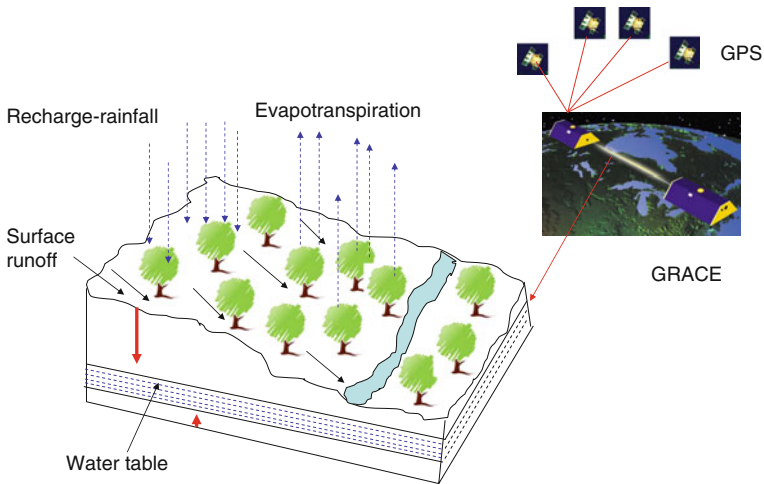 GPS
Recharge-rainfall
Evapotranspiration
Surface
runoff
GRACE
Water table